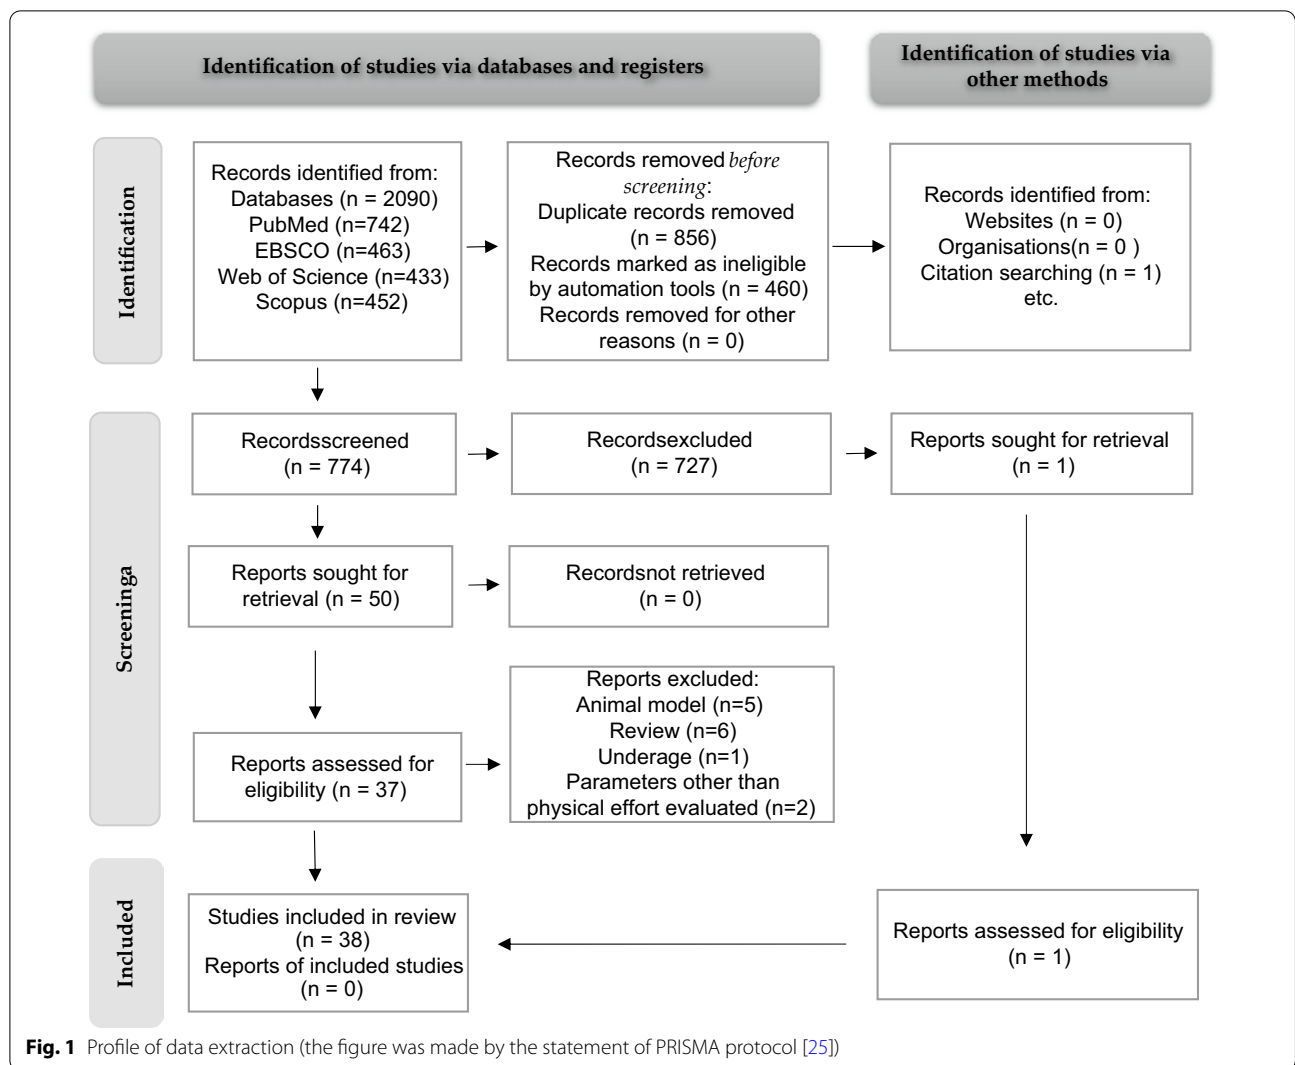 Identification of studies via databases and registers
Identification of studies via
other methods
Identification
Records identified from:
Databases (n = 2090)
PubMed (n=742)
EBSCO (n=463)
Web of Science (n=433)
Scopus (n=452)
Records removed before
screening:
Duplicate records removed
(n = 856)
Records marked as ineligible
by automation tools (n = 460)
Records removed for other
reasons (n = 0)
Records identified from:
Websites (n = 0)
Organisations(n = 0 )
Citation searching (n = 1)
etc.
Screeninga
Recordsscreened
(n = 774)
Recordsexcluded
(n = 727)
Reports sought for retrieval
(n = 1)
Reports sought for
retrieval (n = 50)
Recordsnot retrieved
(n = 0)
Reports assessed for
eligibility (n = 37)
Reports excluded:
Animal model (n=5)
Review (n=6)
Underage (n=1)
Parameters other than
physical effort evaluated (n=2)
Included
Studies included in review
(n = 38)
Reports of included studies
(n = 0)
Reports assessed for eligibility
(n = 1)
Fig. 1 Profile of data extraction (the figure was made by the statement of PRISMA protocol [25])